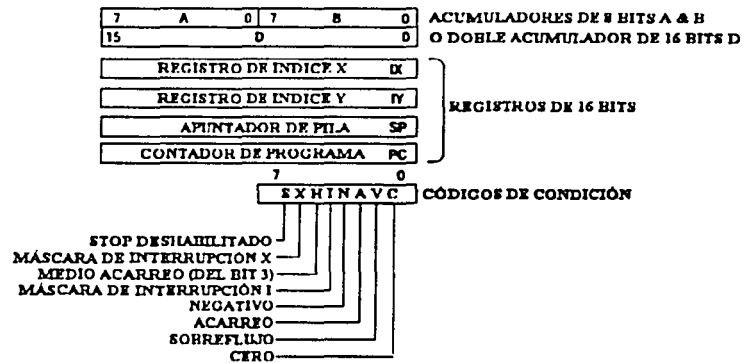 7 A 0 7 B 0 ACUMULADORES DE 8 BITS A & B
15 D 0 O DOBLE ACUMULADOR DE 16 BITS D
REGISTRO DE INDICE X IX
REGISTRO DE INDICE Y IY
APUNTADOR DE PILA SP
CONTADOR DE PROGRAMA PC
REGISTROS DE 16 BITS
7 0
S X H I N A V C CÓDIGOS DE CONDICIÓN
STOP DESHABILITADO
MÁSCARA DE INTERRUPCIÓN X
MEDIO ACARREO (DEL BIT 3)
MÁSCARA DE INTERRUPCIÓN I
NEGATIVO
ACARREO
SOBREFLUJO
CERO